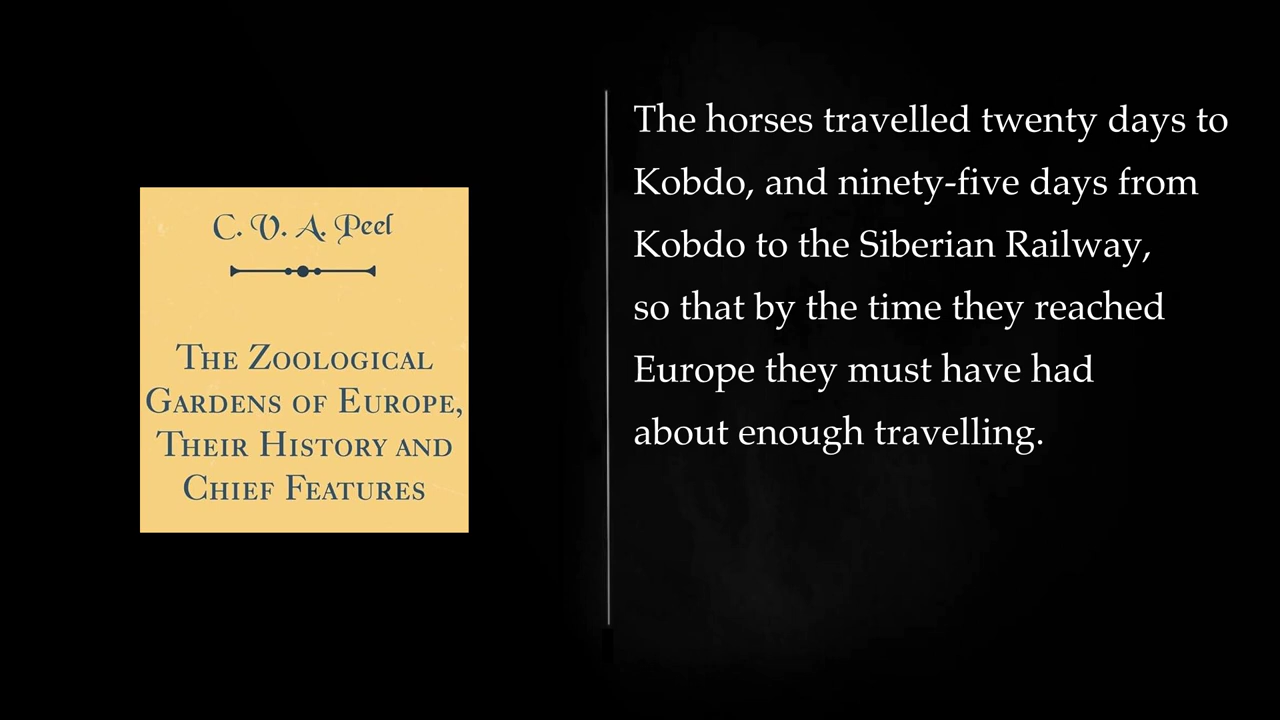 C. V. A. Peel
The Zoological
Gardens of Europe,
Their History and
Chief Features
The horses travelled twenty days to
Kobdo, and ninety-five days from
Kobdo to the Siberian Railway,
so that by the time they reached
Europe they must have had
about enough travelling.